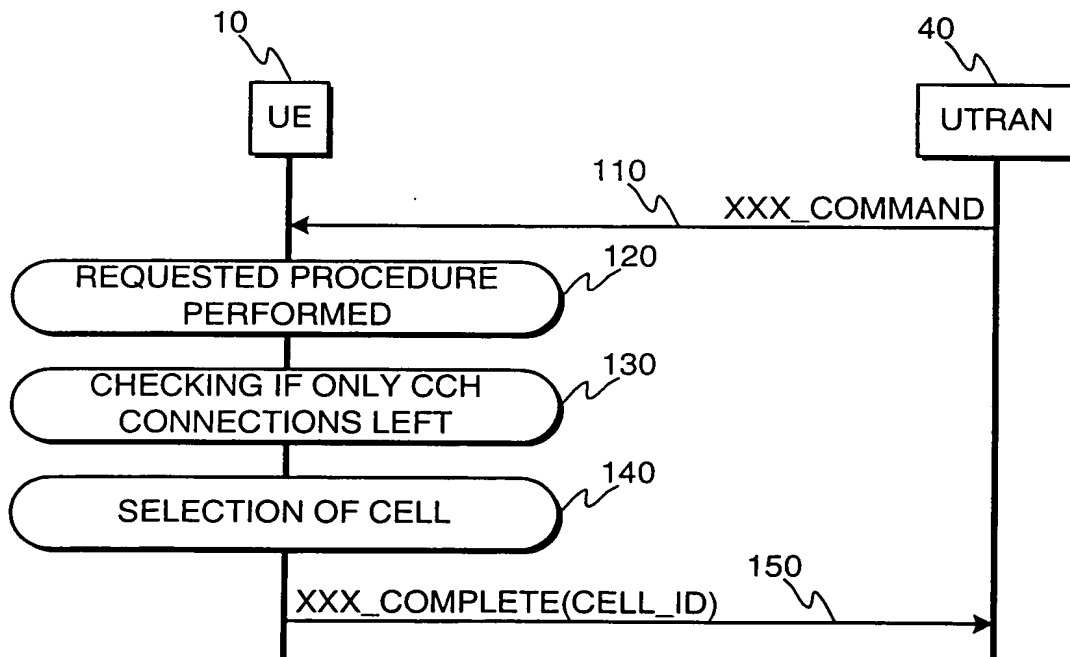 10
40
UE
UTRAN
110
XXX_COMMAND
120
REQUESTED PROCEDURE
PERFORMED
130
CHECKING IF ONLY CCH
CONNECTIONS LEFT
140
SELECTION OF CELL
150
XXX_COMPLETE(CELL_ID)